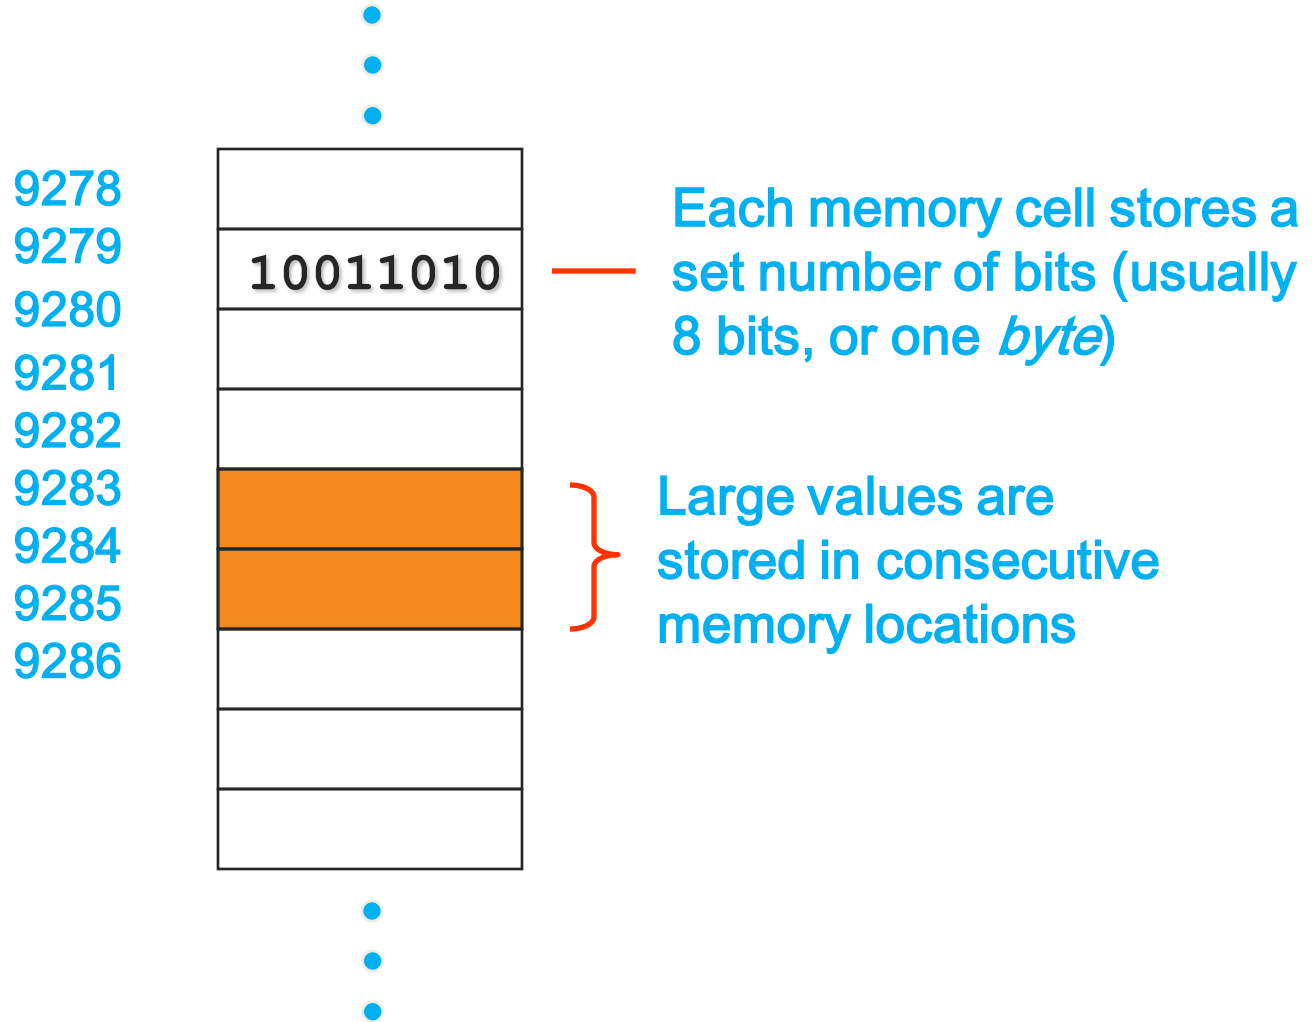 9278
9279
9280
9281
9282
9283
9284
9285
9286
10011010
Each memory cell stores a
set number of bits (usually
8 bits, or one byte)
Large values are
stored in consecutive
memory locations